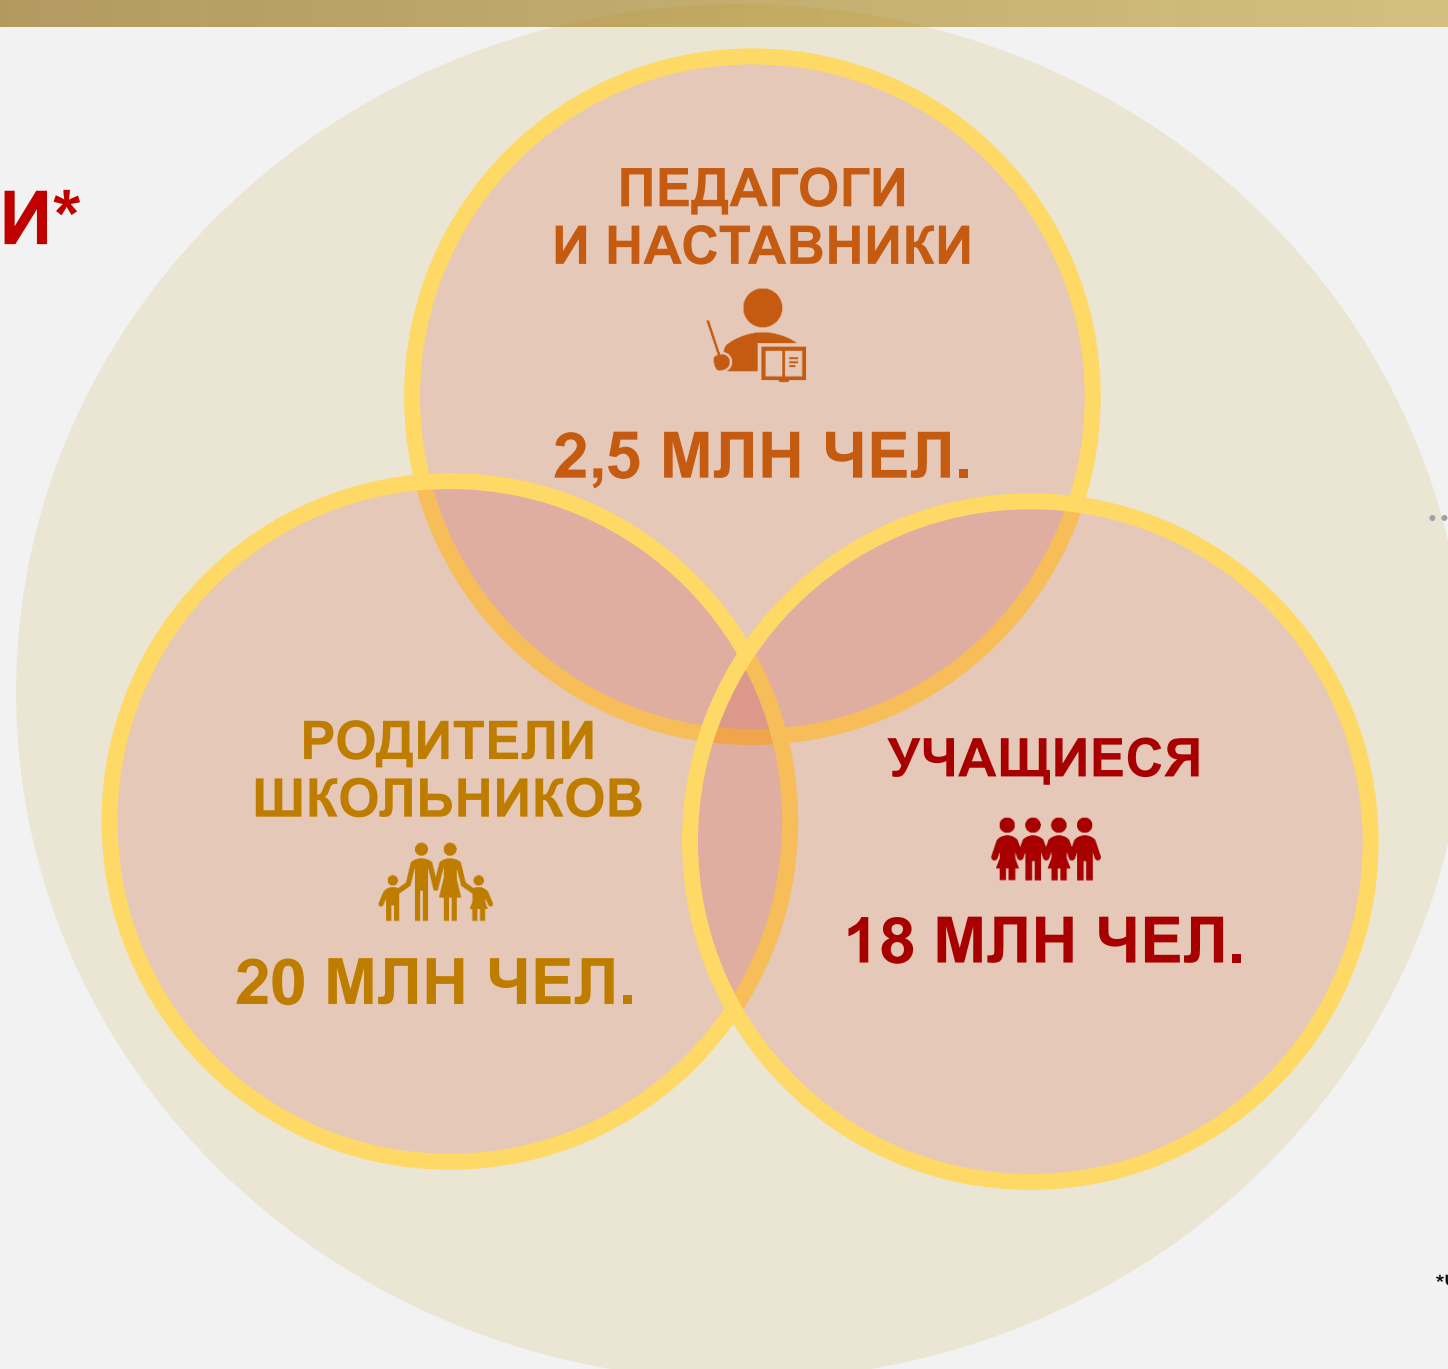 И*
ПЕДАГОГИ
И НАСТАВНИКИ
2,5 МЛН ЧЕЛ.
РОДИТЕЛИ
ШКОЛЬНИКОВ
20 МЛН ЧЕЛ.
УЧАЩИЕСЯ
18 МЛН ЧЕЛ.